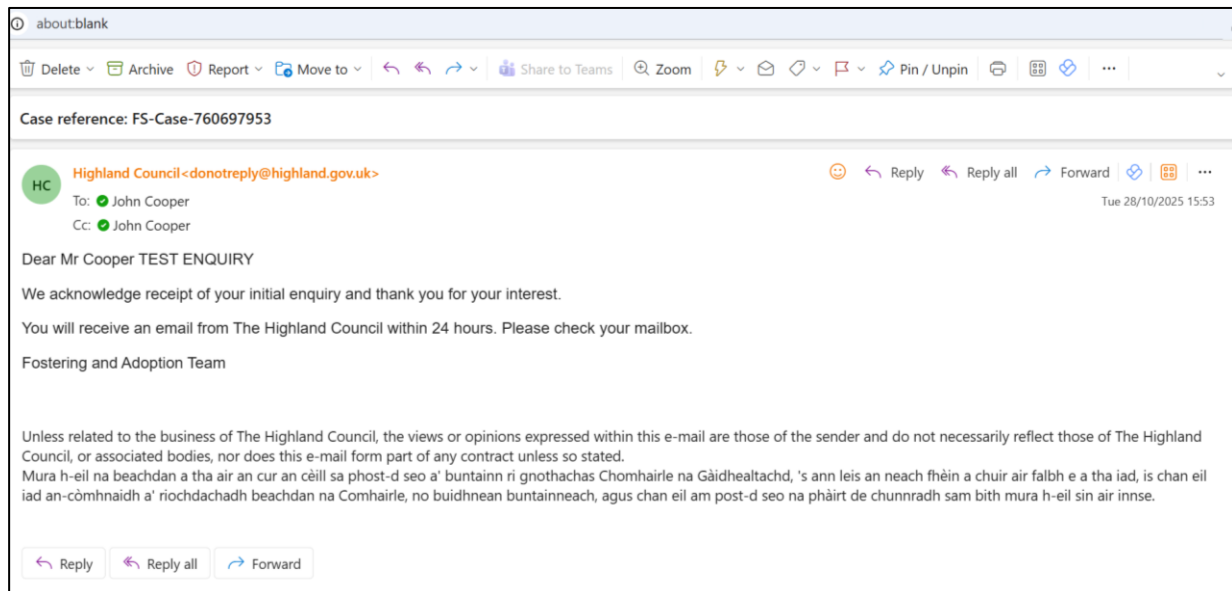 about:blank
Delete Archive Report Move to Share to Teams Zoom Pin / Unpin ...
Case reference: FS-Case-760697953
HC
Highland Council<donotreply@highland.gov.uk>
Reply Reply all Forward ...
To: John Cooper
Tue 28/10/2025 15:53
Cc: John Cooper
Dear Mr Cooper TEST ENQUIRY
We acknowledge receipt of your initial enquiry and thank you for your interest.
You will receive an email from The Highland Council within 24 hours. Please check your mailbox.
Fostering and Adoption Team
Unless related to the business of The Highland Council, the views or opinions expressed within this e-mail are those of the sender and do not necessarily reflect those of The Highland
Council, or associated bodies, nor does this e-mail form part of any contract unless so stated.
Mura h-eil na beachdan a tha air an cur an cèill sa phost-d seo a' buntainn ri gnothachas Chomhairle na Gàidhealtachd, 's ann leis an neach fhèin a chuir air falbh e a tha iad, is chan eil
iad an-còmhnaidh a' riochdachadh beachdan na Comhairle, no buidhnean buntainneach, agus chan eil am post-d seo na phàirt de chunnradh sam bith mura h-eil sin air innse.
Reply Reply all Forward